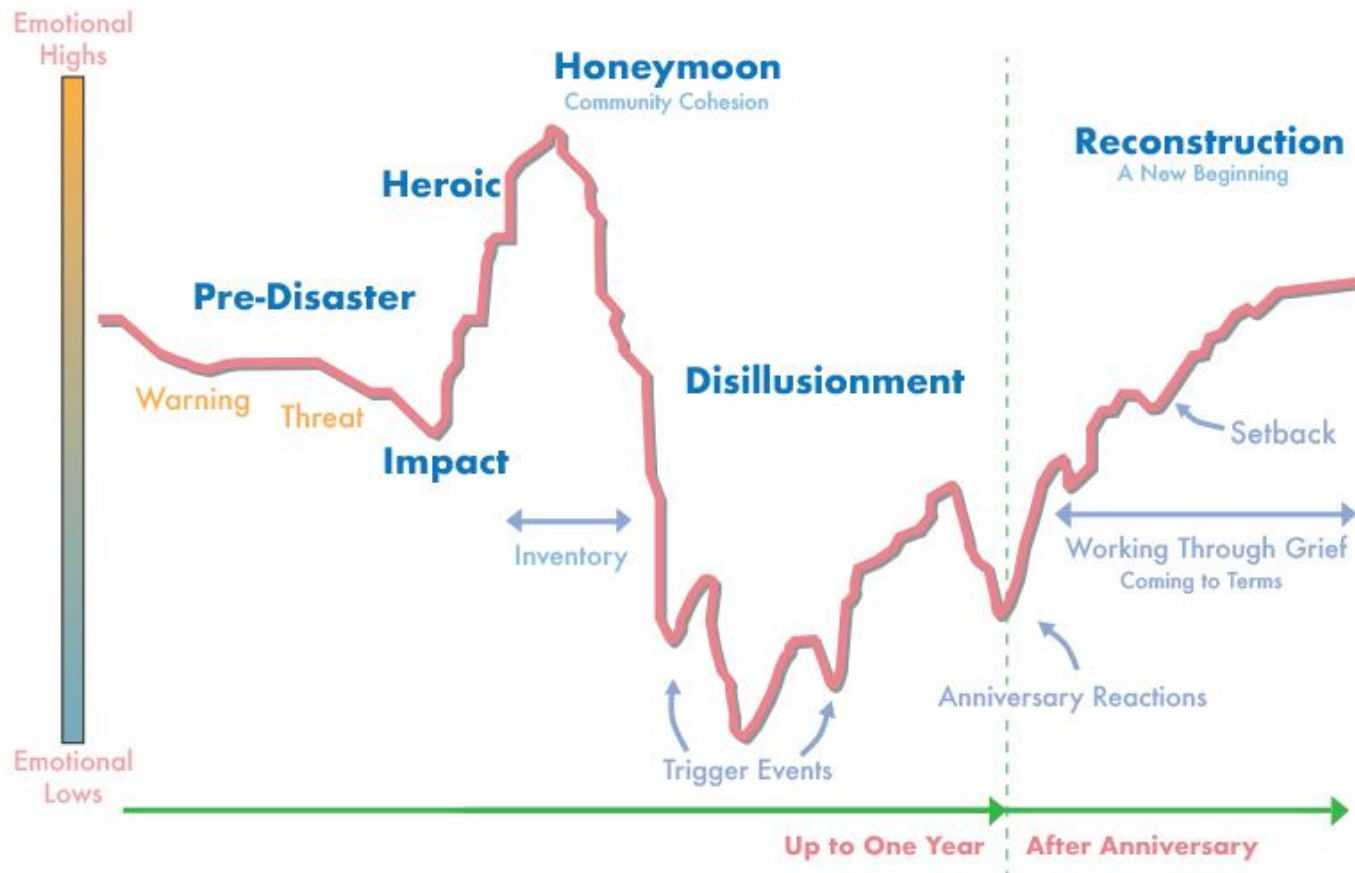 Emotional
Highs
Honeymoon
Community Cohesion
Reconstruction
A New Beginning
Heroic
Pre-Disaster
Disillusionment
Warning
Threat
Impact
Setback
Inventory
Working Through Grief
Coming to Terms
Anniversary Reactions
Trigger Events
Emotional
Lows
Up to One Year
After Anniversary